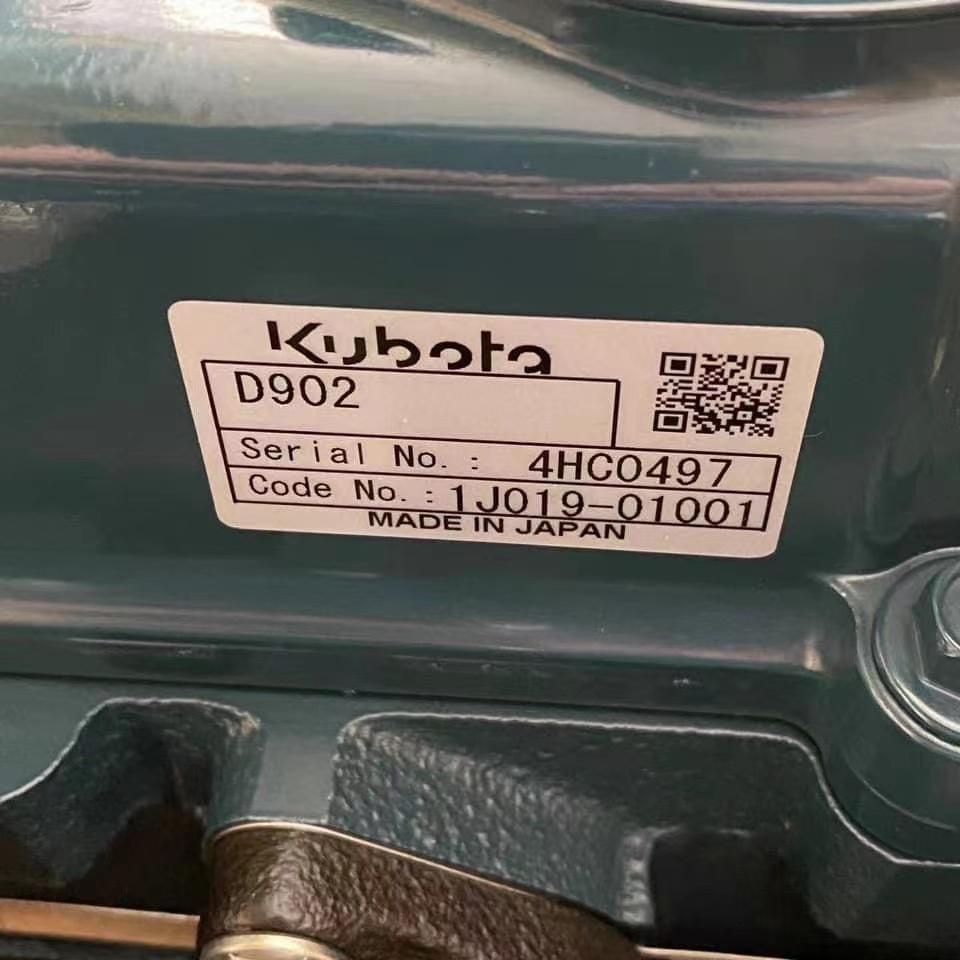 Kubota
D902
Serial No. : 4HC0497
Code No. : 1J019-01001
MADE IN JAPAN